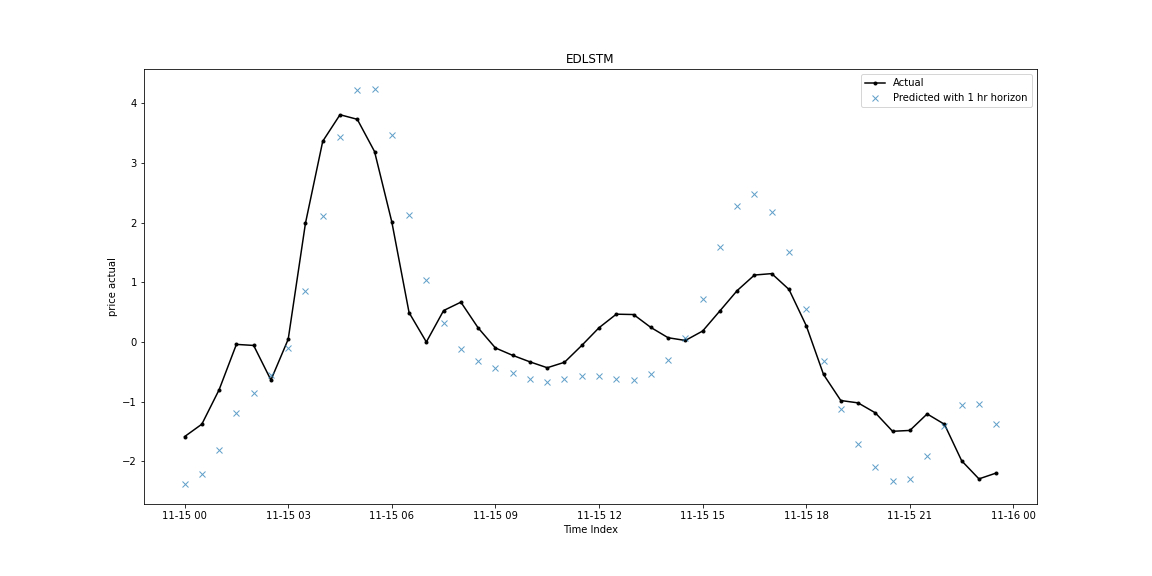 EDLSTM
Actual
Predicted with 1 hr horizon
price actual
4
3
2
1
0
−1
−2
11-15 00 11-15 03 11-15 06 11-15 09 11-15 12 11-15 15 11-15 18 11-15 21 11-16 00
Time Index